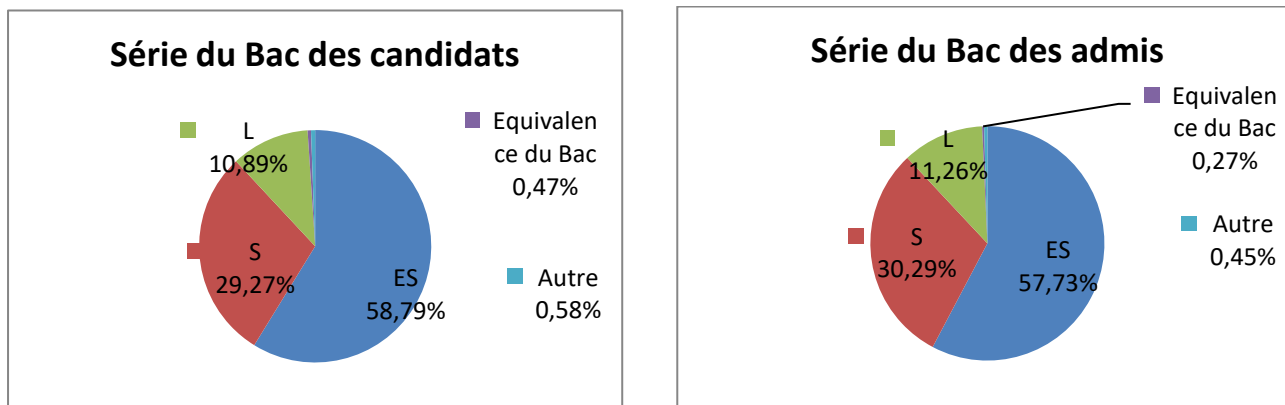 Série du Bac des candidats
L
10,89%
Equivalen
ce du Bac
0,47%
S
29,27%
ES
58,79%
Autre
0,58%
Série du Bac des admis
L
11,26%
Equivalen
ce du Bac
0,27%
S
30,29%
ES
57,73%
Autre
0,45%